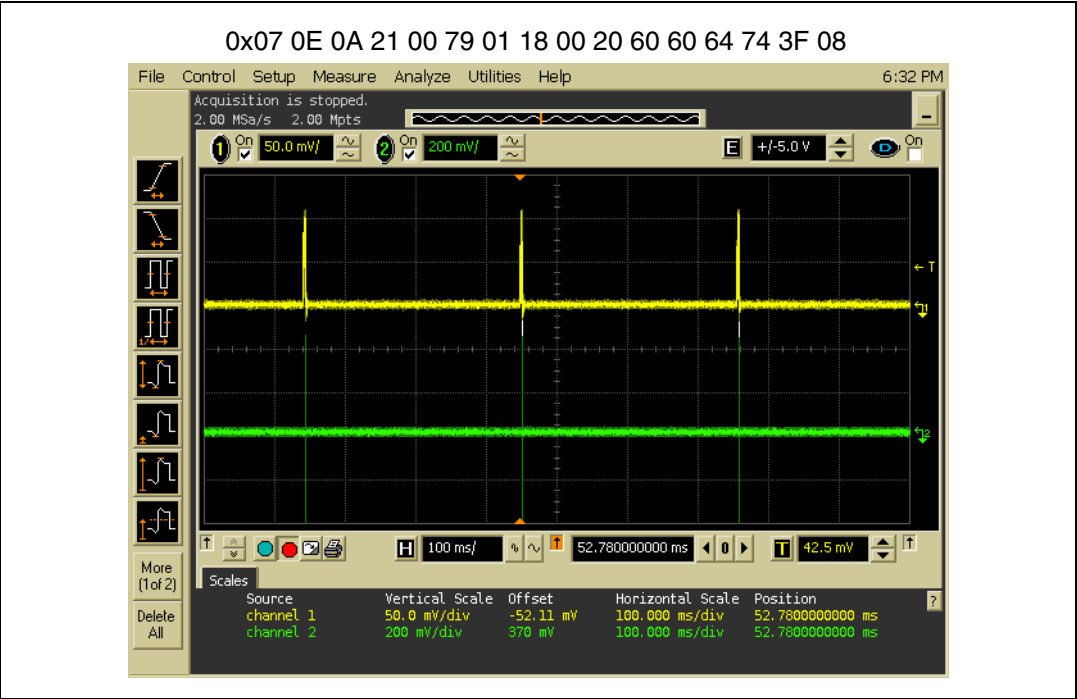 0x07 0E 0A 21 00 79 01 18 00 20 60 60 64 74 3F 08
File Control Setup Measure Analyze Utilities Help 6:32 PM
Acquisition is stopped.
2.00 MSa/s 2.00 Mpts
1 On 50.0 mV/ 2 On 200 mV/ E +/-5.0 V D On
T
1
1/
2
H 100 ms/ 52.780000000 ms 0 T 42.5 mV
More
(1of 2)
Delete
All
Scales
Source Vertical Scale Offset Horizontal Scale Position ?
channel 1 50.0 mV/div -52.11 mV 100.000 ms/div 52.7800000000 ms
channel 2 200 mV/div 370 mV 100.000 ms/div 52.7800000000 ms